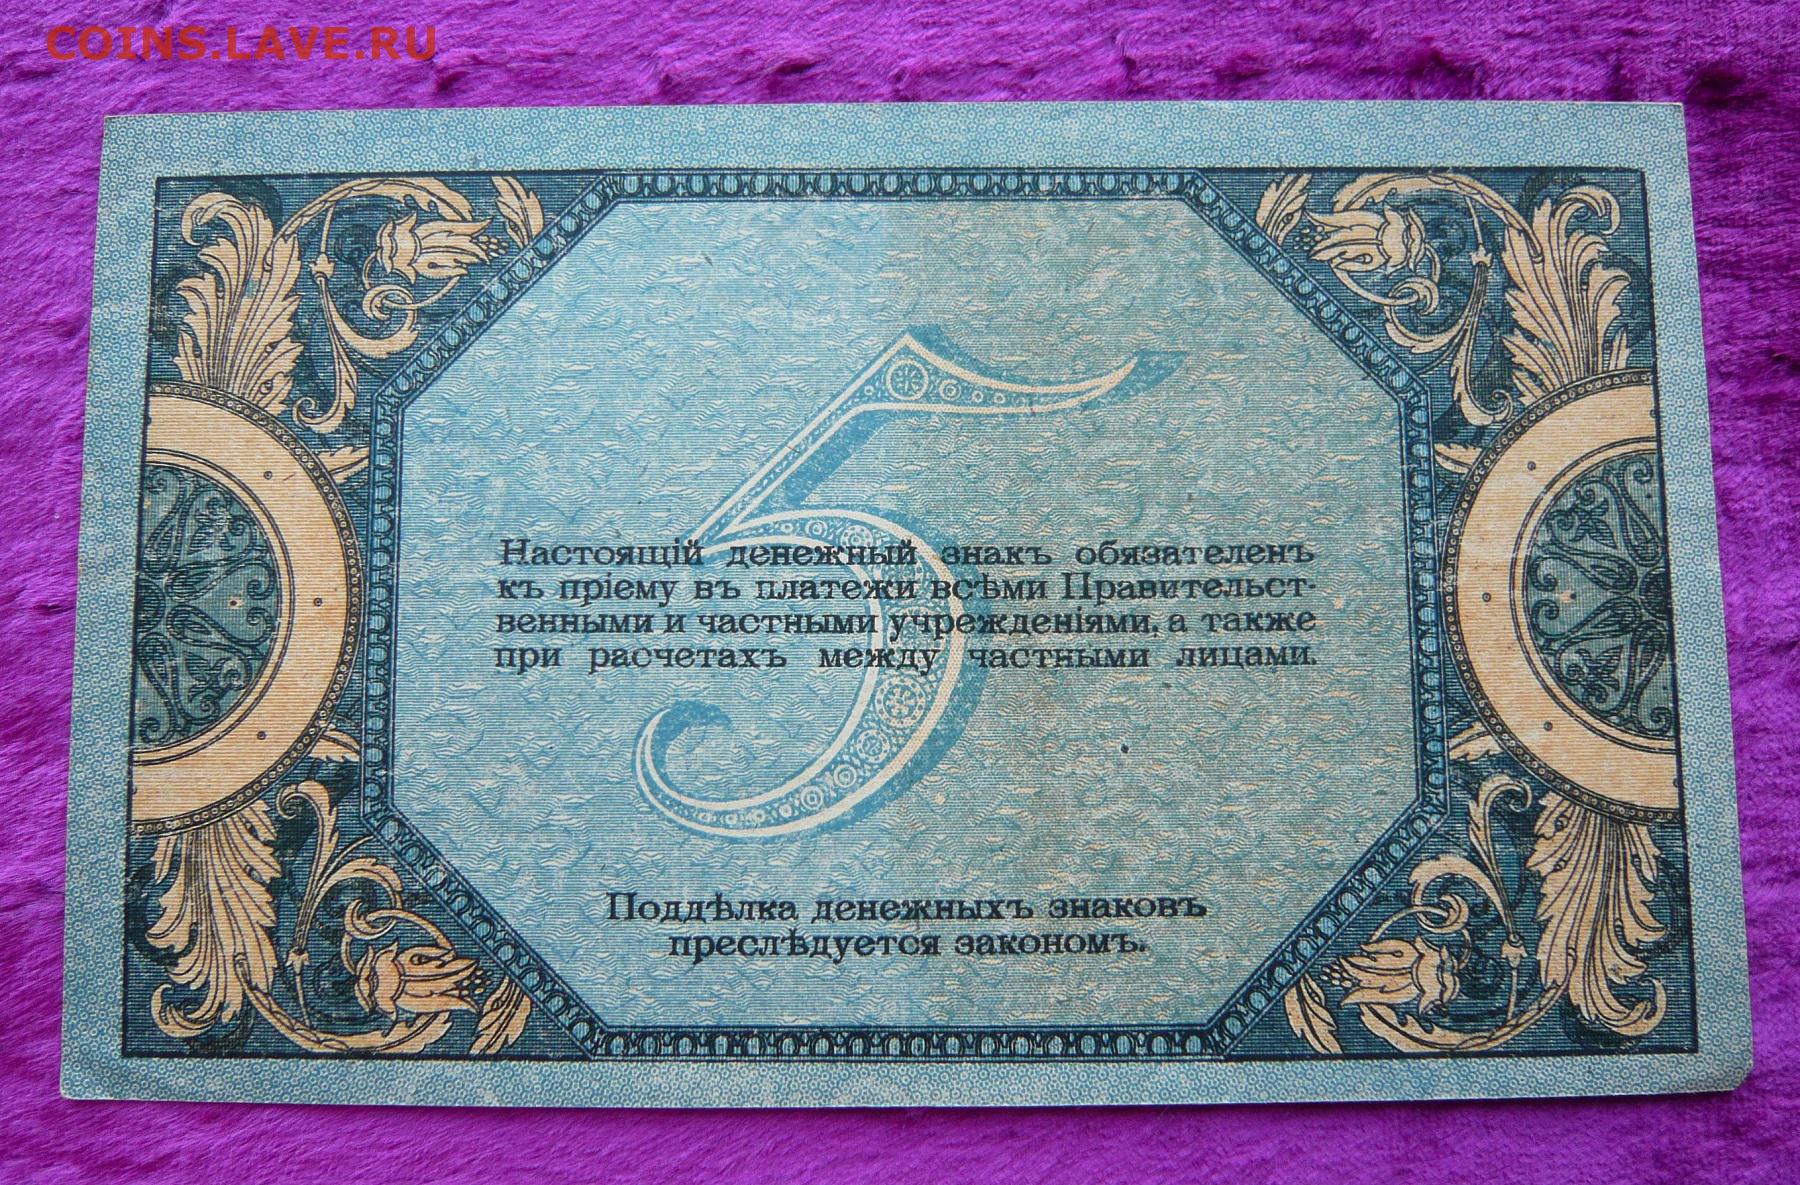 COINS.LAVE.RU
5
Настоящій денежный знакъ обязателенъ
къ пріему въ платежи всѣми Правительст-
венными и частными учрежденіями, а также
при расчетахъ между частными лицами.
Поддѣлка денежныхъ знаковъ
преслѣдуется закономъ.